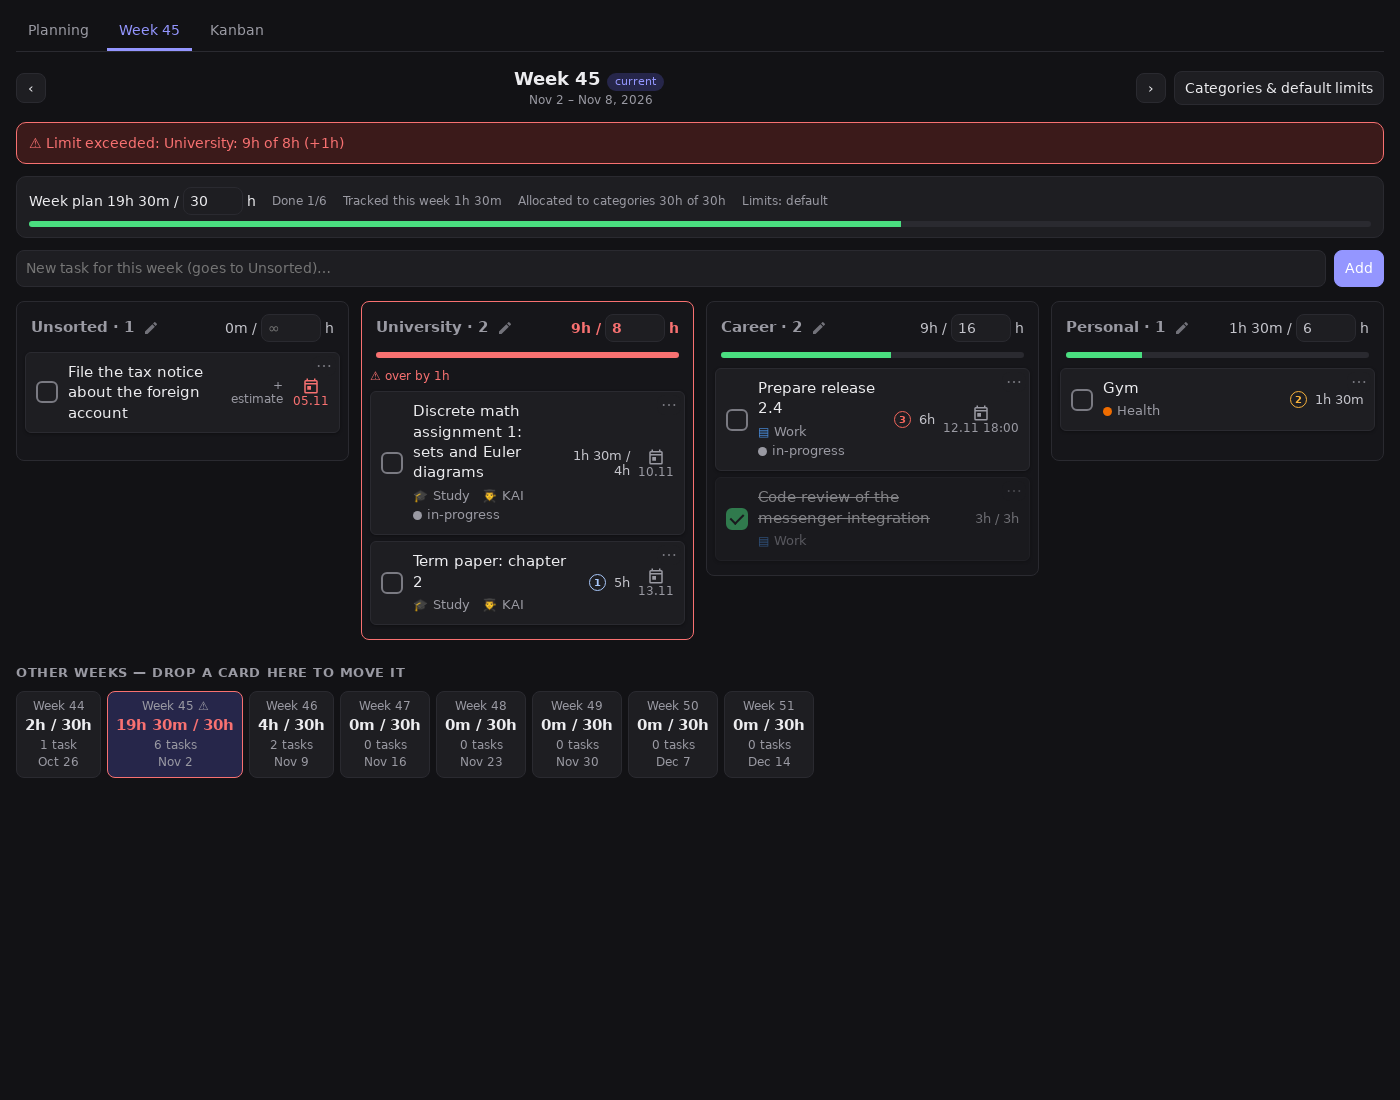 Planning Week 45 Kanban
‹
Week 45 current
Nov 2 – Nov 8, 2026
› Categories & default limits
⚠ Limit exceeded: University: 9h of 8h (+1h)
Week plan 19h 30m / 30 h Done 1/6 Tracked this week 1h 30m Allocated to categories 30h of 30h Limits: default
New task for this week (goes to Unsorted)... Add
Unsorted · 1 0m / ∞ h
File the tax notice
about the foreign
account
+
estimate
05.11
University · 2 9h / 8 h
⚠ over by 1h
Discrete math
assignment 1:
sets and Euler
diagrams
Study KAI
in-progress
1h 30m /
4h
10.11
Term paper: chapter
2
Study KAI
1 5h
13.11
Career · 2 9h / 16 h
Prepare release
2.4
Work
in-progress
3 6h
12.11 18:00
Code review of the
messenger integration
Work
3h / 3h
Personal · 1 1h 30m / 6 h
Gym
Health
2 1h 30m
OTHER WEEKS — DROP A CARD HERE TO MOVE IT
Week 44
2h / 30h
1 task
Oct 26
Week 45 ⚠
19h 30m / 30h
6 tasks
Nov 2
Week 46
4h / 30h
2 tasks
Nov 9
Week 47
0m / 30h
0 tasks
Nov 16
Week 48
0m / 30h
0 tasks
Nov 23
Week 49
0m / 30h
0 tasks
Nov 30
Week 50
0m / 30h
0 tasks
Dec 7
Week 51
0m / 30h
0 tasks
Dec 14